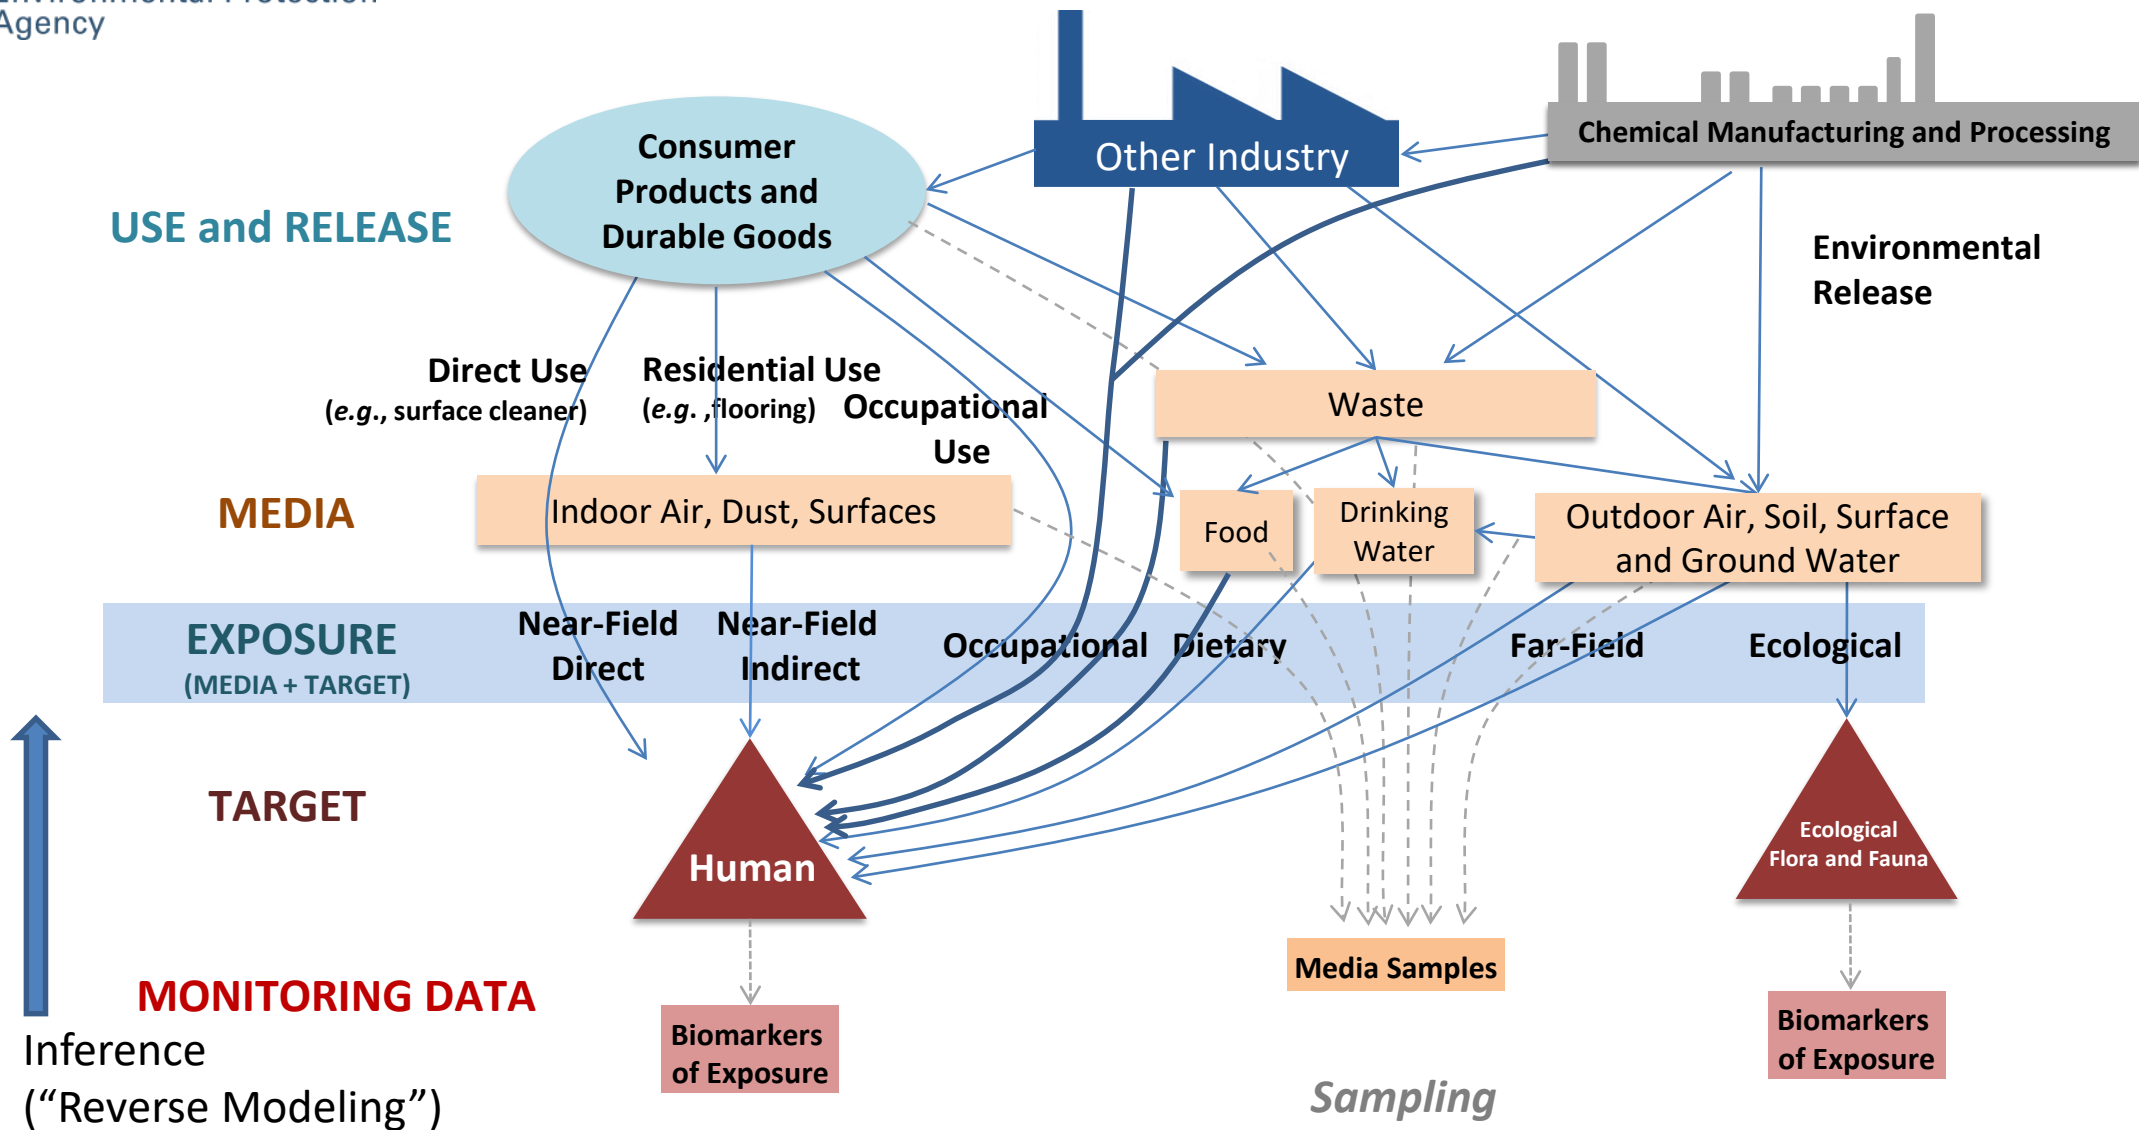 Agency
Consumer
Products and
Durable Goods
Other Industry
Chemical Manufacturing and Processing
USE and RELEASE
Environmental
Release
Direct Use
(e.g., surface cleaner)
Residential Use
(e.g. ,flooring)
Occupational
Use
Waste
MEDIA
Indoor Air, Dust, Surfaces
Food
Drinking
Water
Outdoor Air, Soil, Surface
and Ground Water
EXPOSURE
(MEDIA + TARGET)
Near-Field
Direct
Near-Field
Indirect
Occupational
Dietary
Far-Field
Ecological
TARGET
Human
Ecological
Flora and Fauna
MONITORING DATA
Media Samples
Biomarkers
of Exposure
Biomarkers
of Exposure
Inference
(“Reverse Modeling”)
Sampling